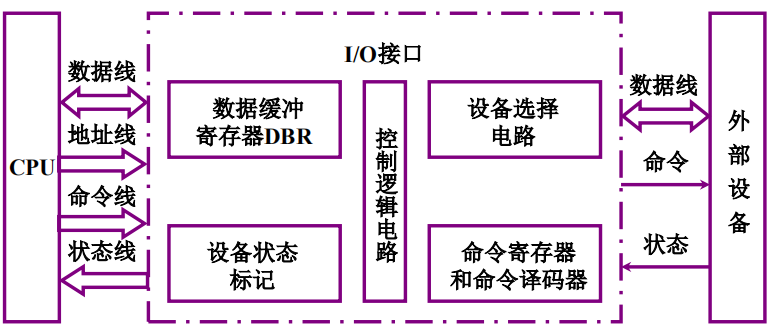 I/O接口
CPU
数据线
地址线
命令线
状态线
数据缓冲
寄存器DBR
设备状态
标记
控制逻辑电路
设备选择
电路
命令寄存器
和命令译码器
数据线
命令
状态
外部设备